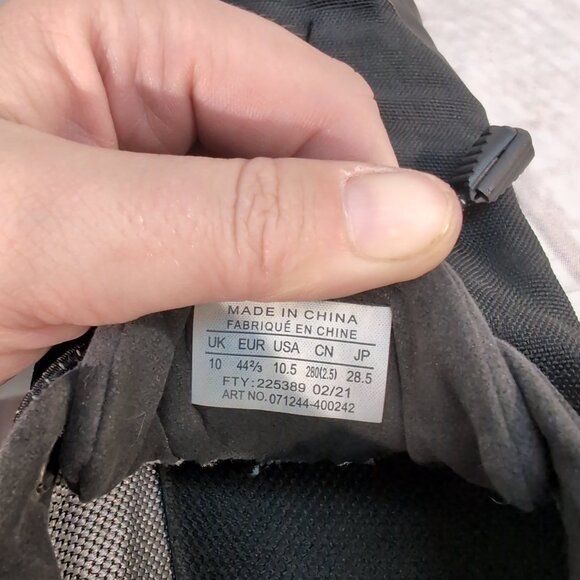 MADE IN CHINA
FABRIQUÉ EN CHINE
UK EUR USA CN JP
10 44⅔ 10.5 280(2.5) 28.5
FTY: 225389 02/21
ART NO. 071244-400242